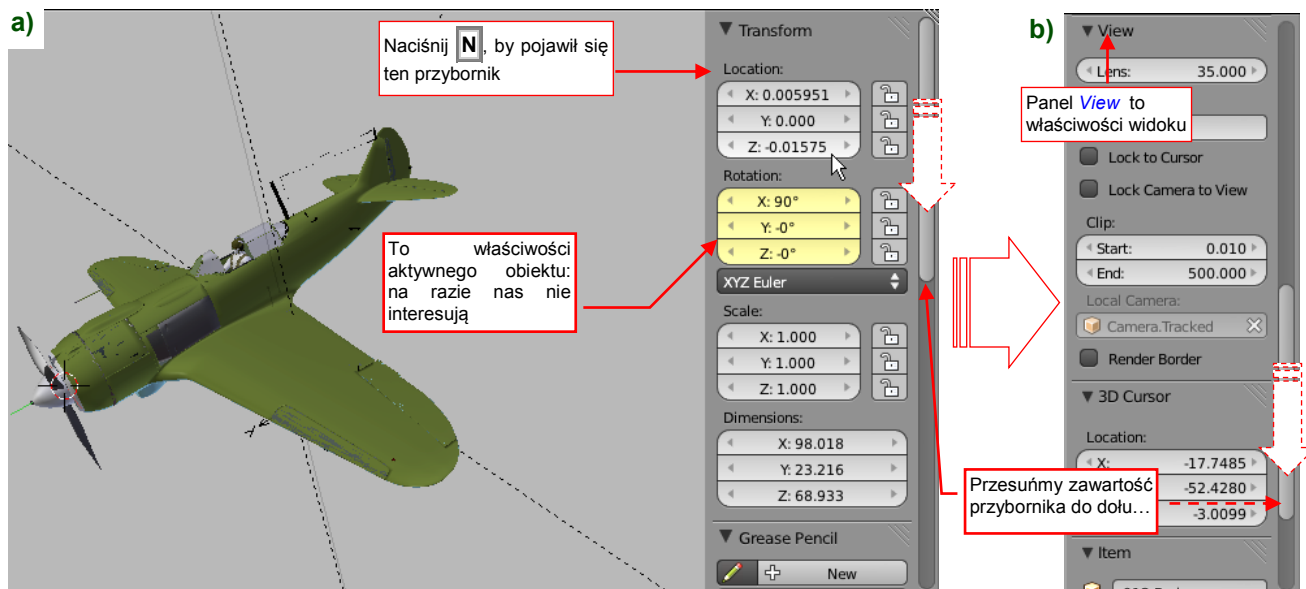 a)
Naciśnij N, by pojawił się
ten przybornik
To właściwości
aktywnego obiektu:
na razie nas nie
interesują
Transform
Location:
X: 0.005951
Y: 0.000
Z: -0.01575
Rotation:
X: 90°
Y: -0°
Z: -0°
XYZ Euler
Scale:
X: 1.000
Y: 1.000
Z: 1.000
Dimensions:
X: 98.018
Y: 23.216
Z: 68.933
Grease Pencil
New
Przesuńmy zawartość
przybornika do dołu…
b)
View
Lens: 35.000
Panel View to
właściwości widoku
Lock to Cursor
Lock Camera to View
Clip:
Start: 0.010
End: 500.000
Local Camera:
Camera.Tracked
Render Border
3D Cursor
Location:
X: -17.7485
-52.4280
-3.0099
Item